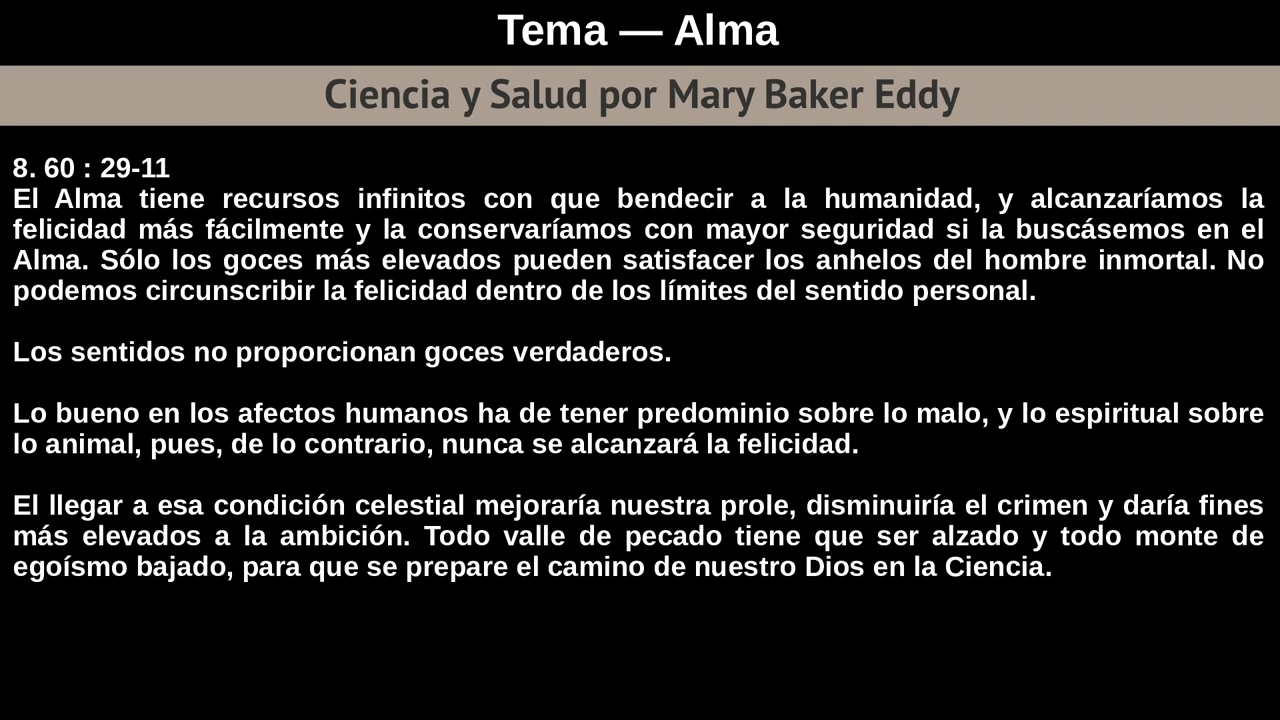 Tema — Alma
Ciencia y Salud por Mary Baker Eddy
8. 60 : 29-11
El Alma tiene recursos infinitos con que bendecir a la humanidad, y alcanzaríamos la
felicidad más fácilmente y la conservaríamos con mayor seguridad si la buscásemos en el
Alma. Sólo los goces más elevados pueden satisfacer los anhelos del hombre inmortal. No
podemos circunscribir la felicidad dentro de los límites del sentido personal.
Los sentidos no proporcionan goces verdaderos.
Lo bueno en los afectos humanos ha de tener predominio sobre lo malo, y lo espiritual sobre
lo animal, pues, de lo contrario, nunca se alcanzará la felicidad.
El llegar a esa condición celestial mejoraría nuestra prole, disminuiría el crimen y daría fines
más elevados a la ambición. Todo valle de pecado tiene que ser alzado y todo monte de
egoísmo bajado, para que se prepare el camino de nuestro Dios en la Ciencia.